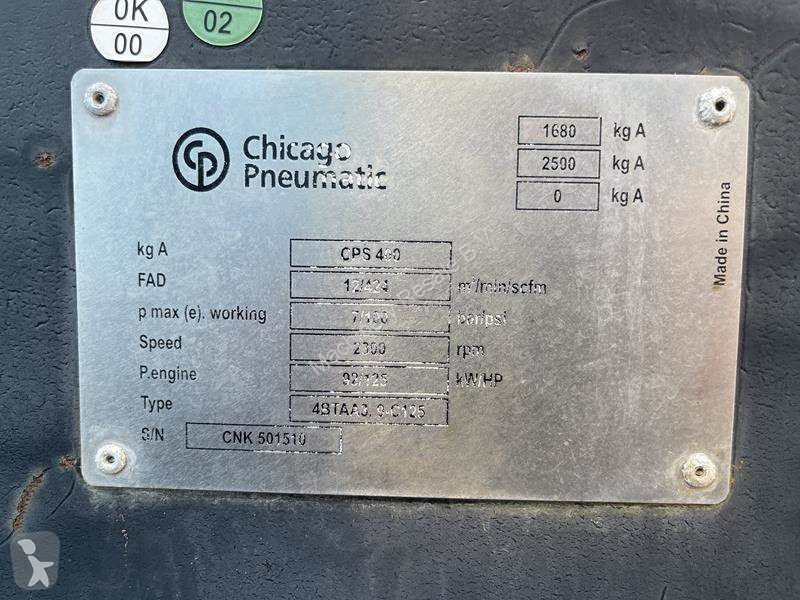 OK
00
02
Chicago
Pneumatic
1680 kg A
2500 kg A
0 kg A
Made in China
kg A CPS 400
FAD 12/424 m³/min/scfm
p max (e). working 7/100 bar/psi
Speed 2300 rpm
P.engine 93/125 kW/HP
Type 4BTAA3.9-C125
S/N CNK 501510